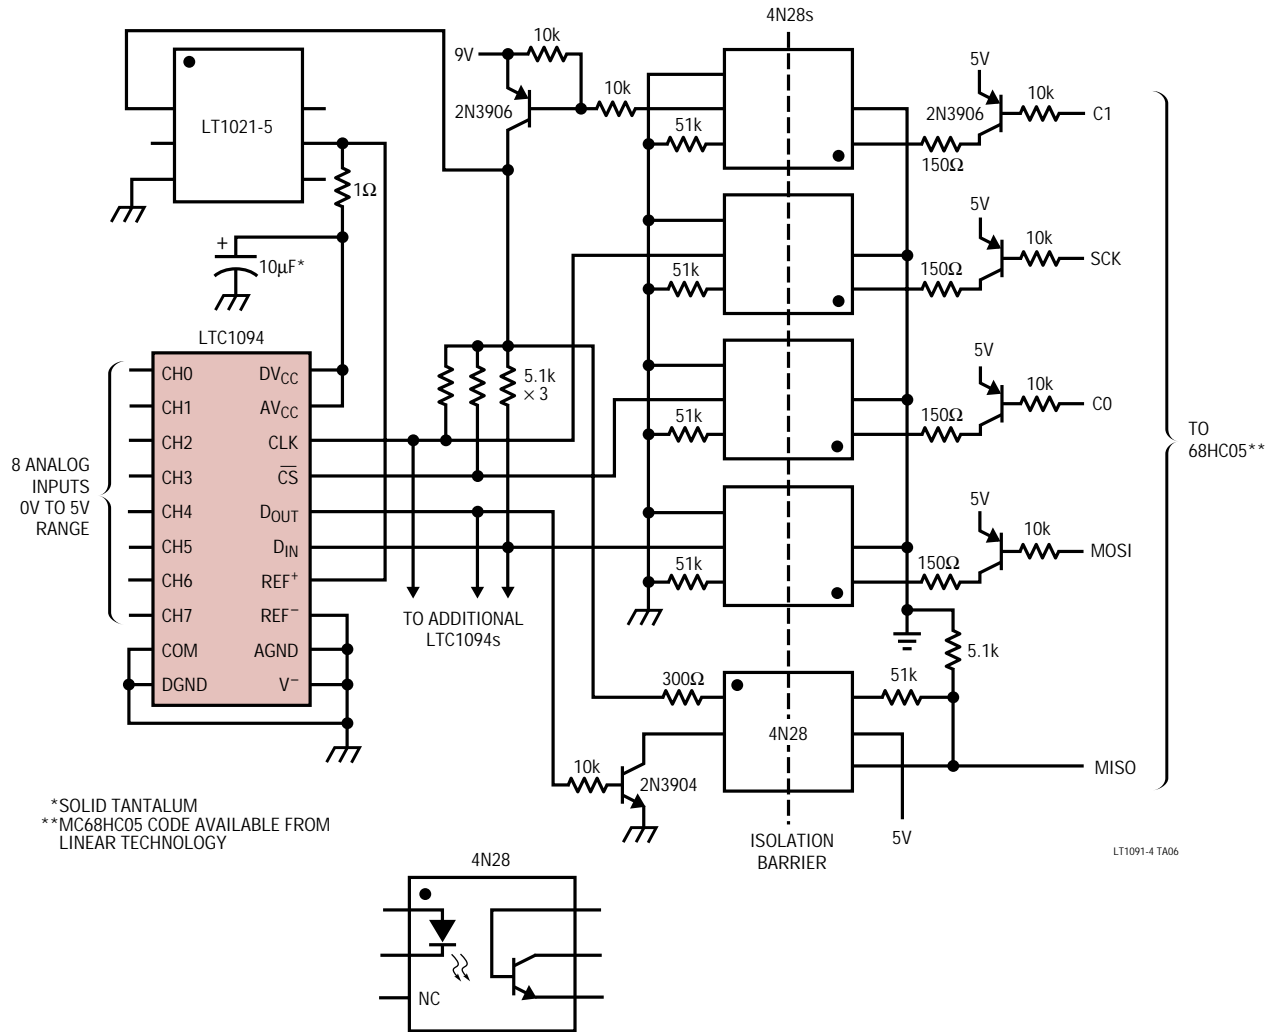 4N28s
10k
9V
5V
2N3906
10k
10k
C1
2N3906
LT1021-5
51k
150Ω
1Ω
5V
+
10µF*
10k
SCK
51k
150Ω
LTC1094
5V
CH0
DVCC
5.1k
× 3
10k
C0
CH1
AVCC
51k
150Ω
CH2
CLK
TO
68HC05**
8 ANALOG
INPUTS
0V TO 5V
RANGE
CH3
CS
CH4
DOUT
5V
10k
MOSI
CH5
DIN
51k
150Ω
CH6
REF+
CH7
REF−
TO ADDITIONAL
LTC1094s
COM
AGND
5.1k
DGND
V−
300Ω
51k
4N28
10k
2N3904
MISO
*SOLID TANTALUM
**MC68HC05 CODE AVAILABLE FROM
LINEAR TECHNOLOGY
ISOLATION
BARRIER
5V
LT1091-4 TA06
4N28
NC